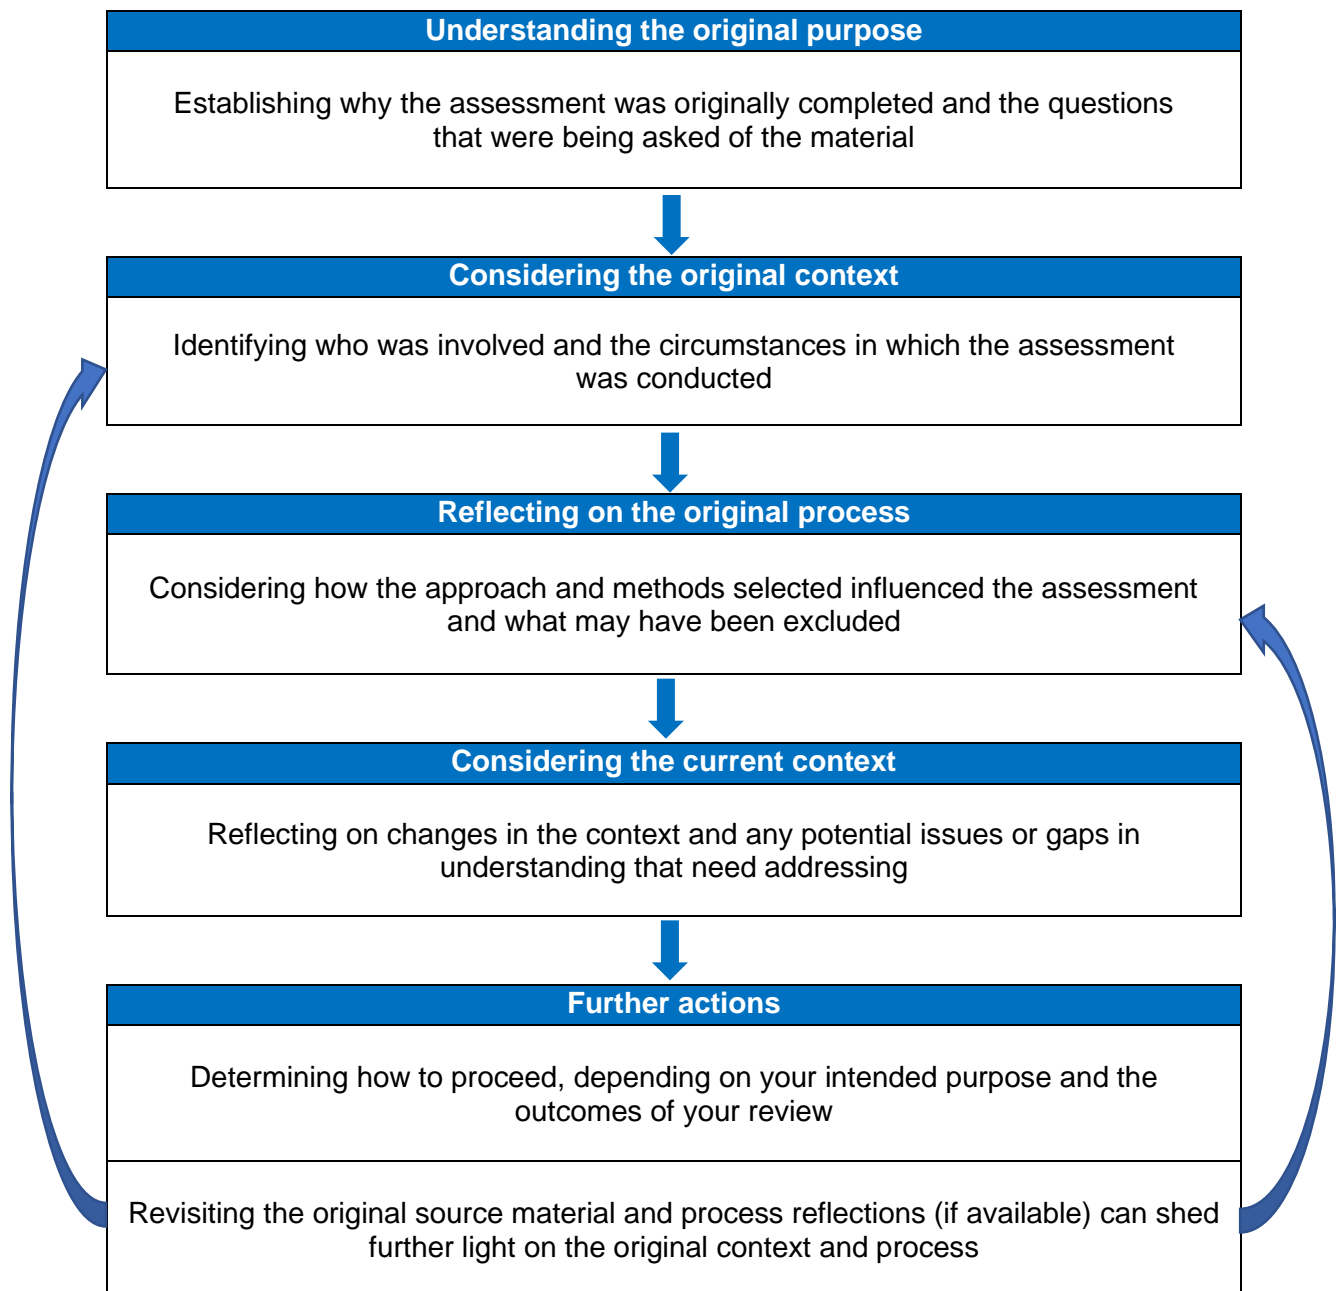 Understanding the original purpose
Establishing why the assessment was originally completed and the questions
that were being asked of the material
Considering the original context
Identifying who was involved and the circumstances in which the assessment
was conducted
Reflecting on the original process
Considering how the approach and methods selected influenced the assessment
and what may have been excluded
Considering the current context
Reflecting on changes in the context and any potential issues or gaps in
understanding that need addressing
Further actions
Determining how to proceed, depending on your intended purpose and the
outcomes of your review
Revisiting the original source material and process reflections (if available) can shed
further light on the original context and process